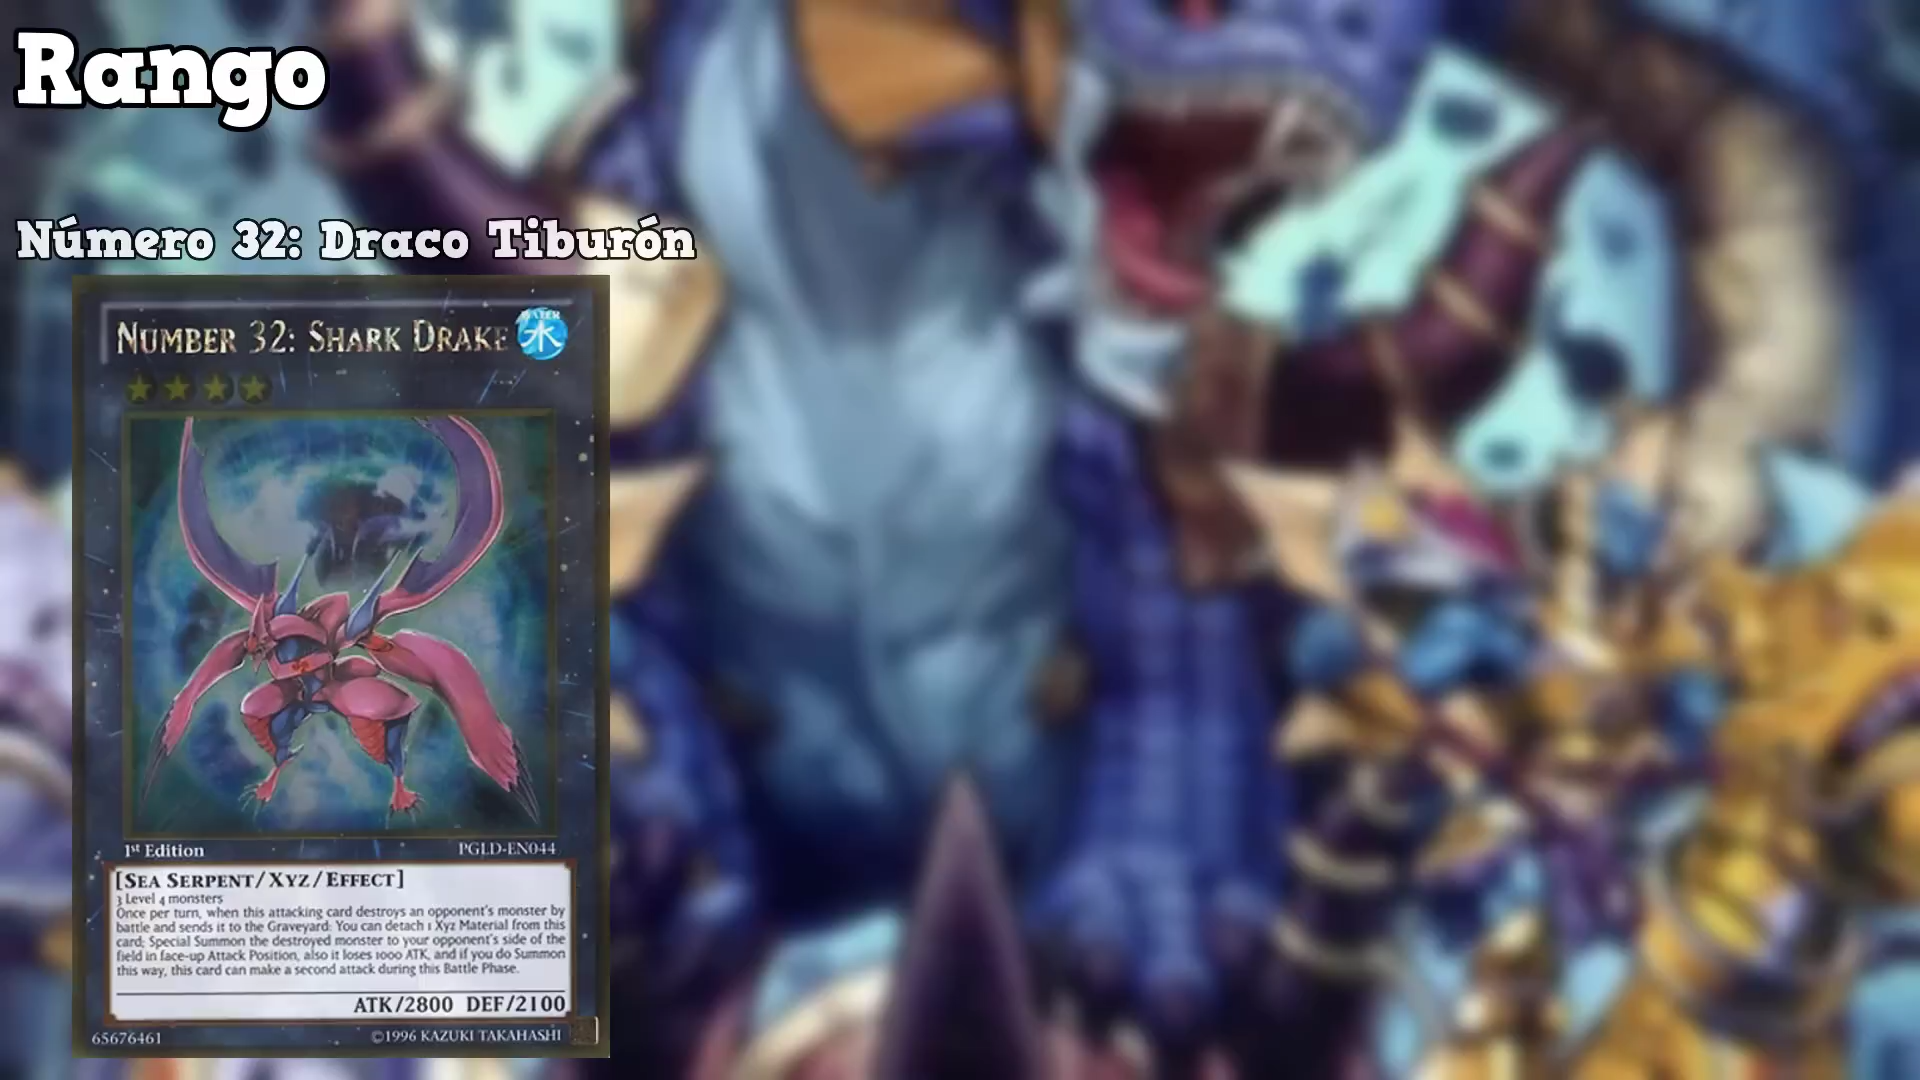 Rango
Número 32: Draco Tiburón
NUMBER 32: SHARK DRAKE
WATER
水
1st Edition
PGLD-EN044
[SEA SERPENT/XYZ/EFFECT]
3 Level 4 monsters
Once per turn, when this attacking card destroys an opponent's monster by
battle and sends it to the Graveyard: You can detach 1 Xyz Material from this
card; Special Summon the destroyed monster to your opponent's side of the
field in face-up Attack Position, also it loses 1000 ATK, and if you do Summon
this way, this card can make a second attack during this Battle Phase.
ATK/2800 DEF/2100
65676461
©1996 KAZUKI TAKAHASHI